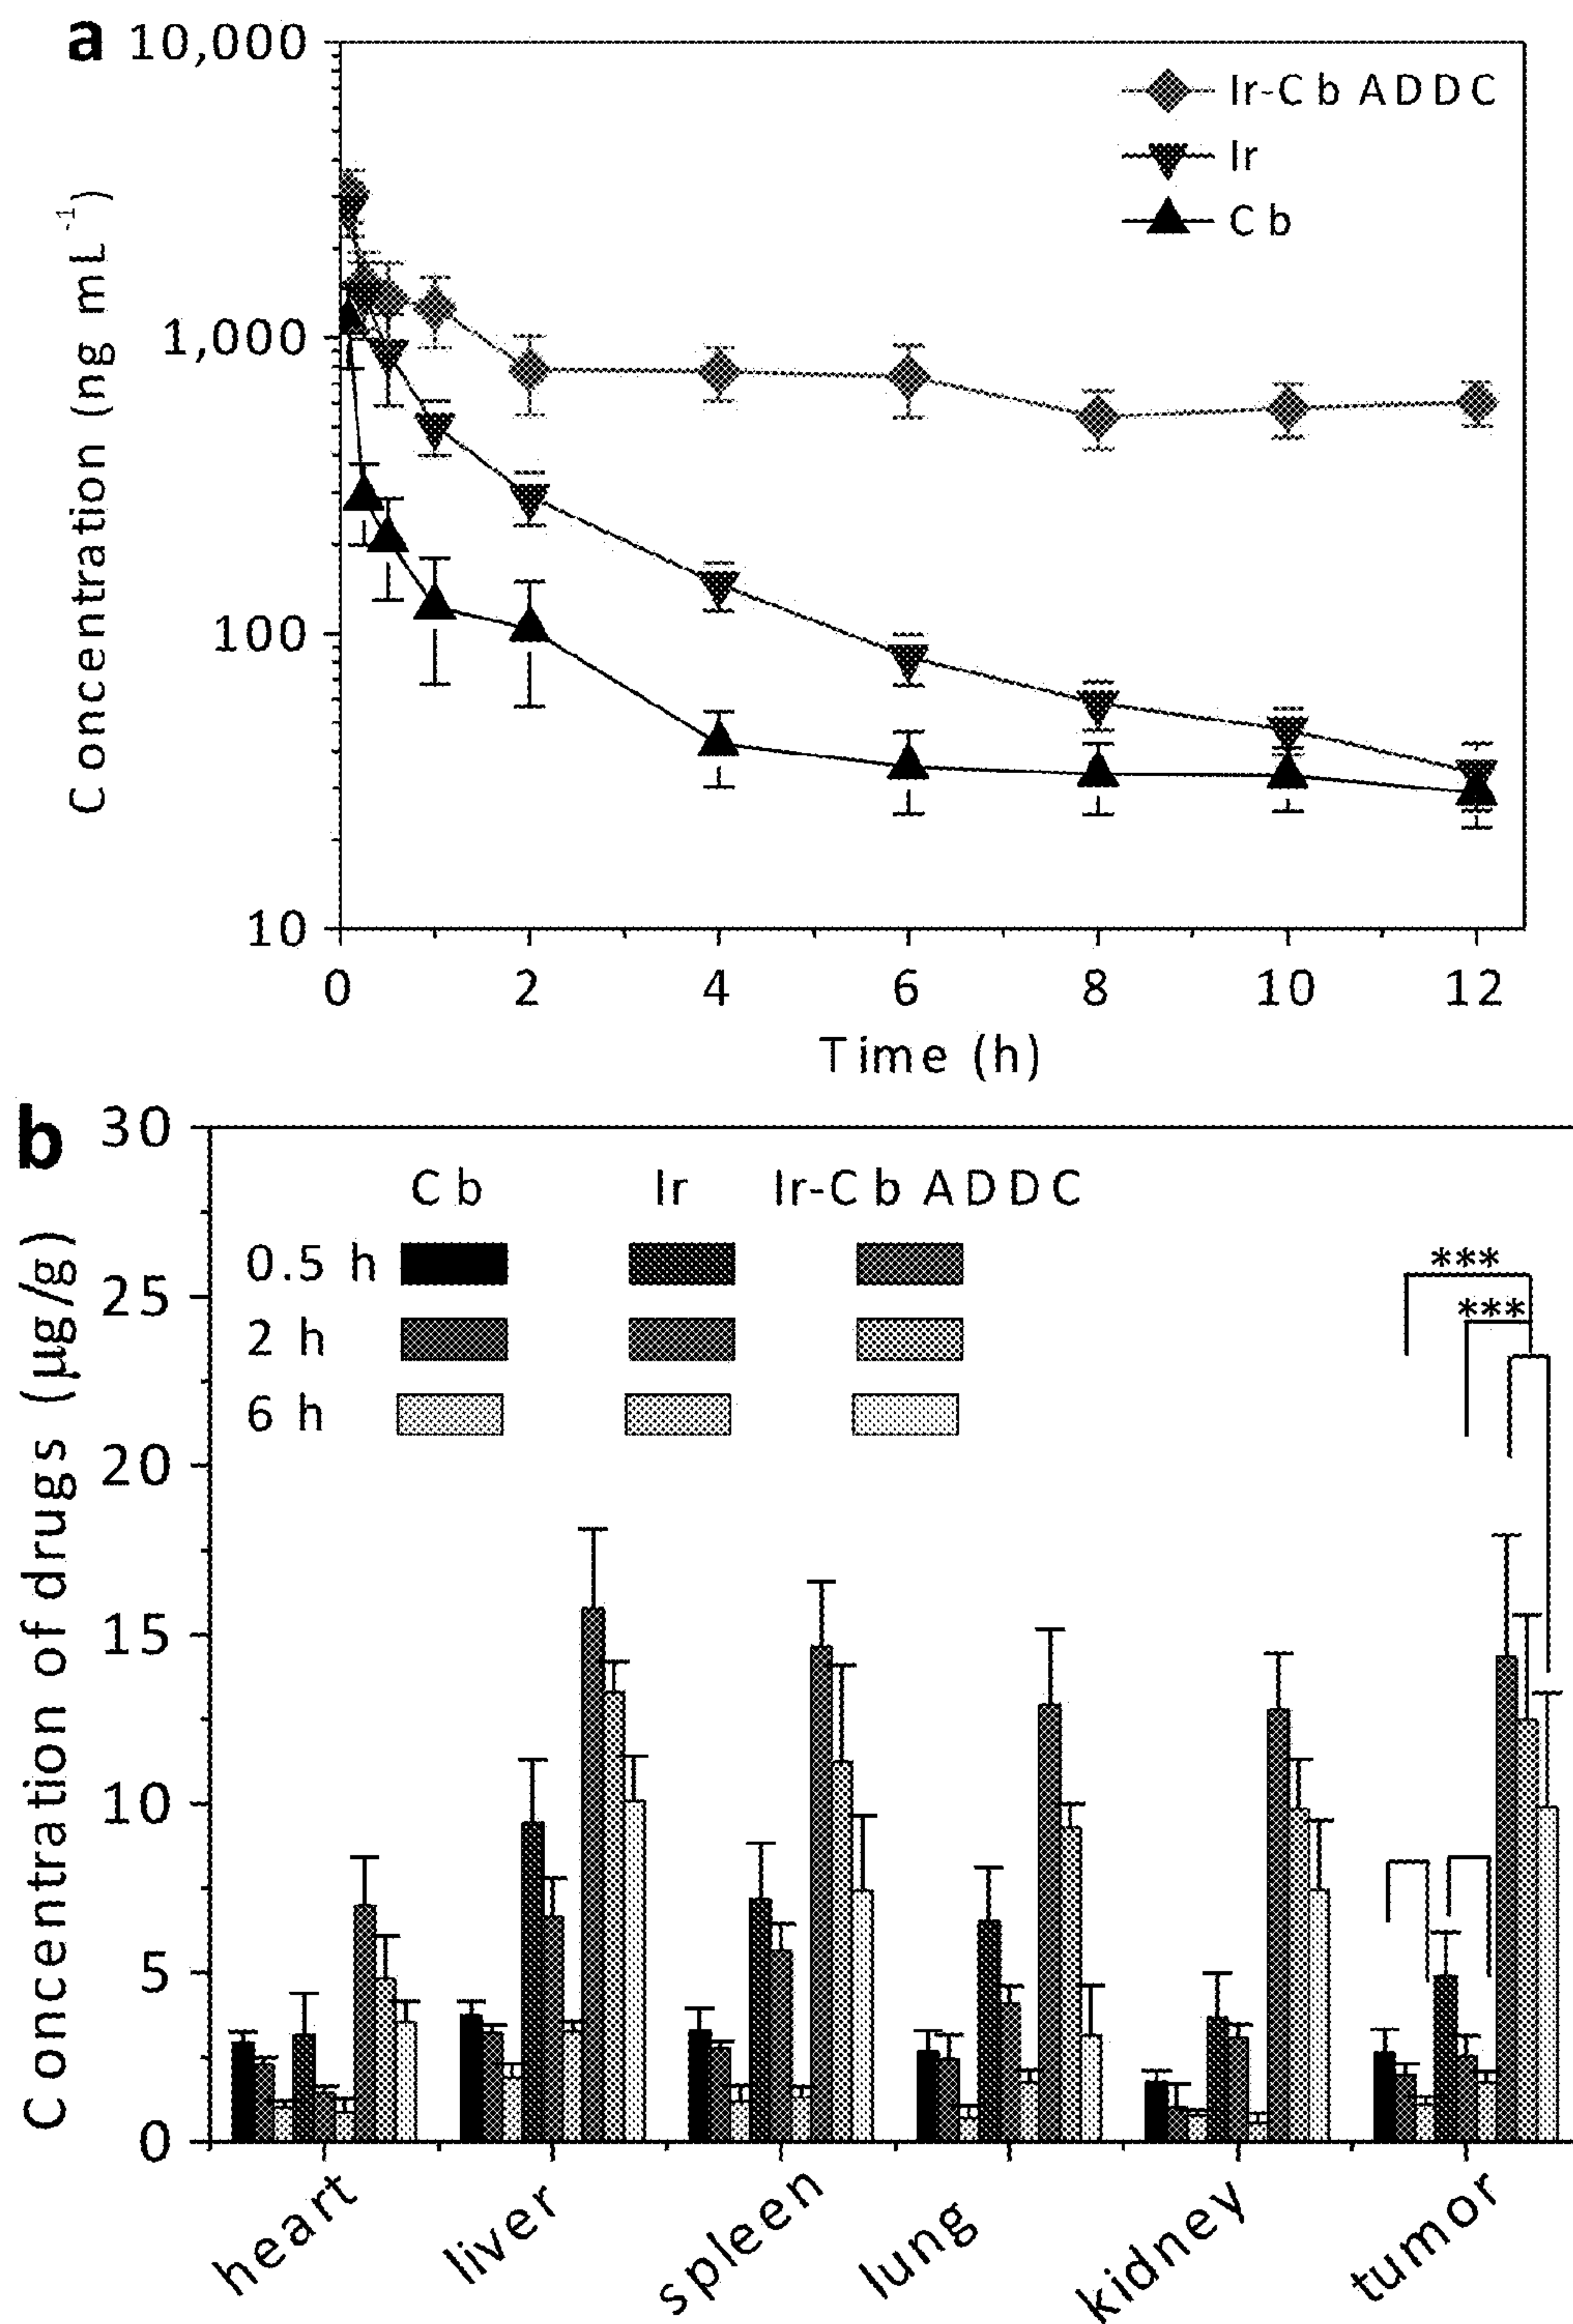 a
10,000
1,000
100
10
Concentration (ng mL⁻¹)
Ir-Cb ADDC
Ir
Cb
0 2 4 6 8 10 12
Time (h)
b
30
25
20
15
10
5
0
Concentration of drugs (µg/g)
Cb Ir Ir-Cb ADDC
0.5 h
2 h
6 h
***
***
heart liver spleen lung kidney tumor